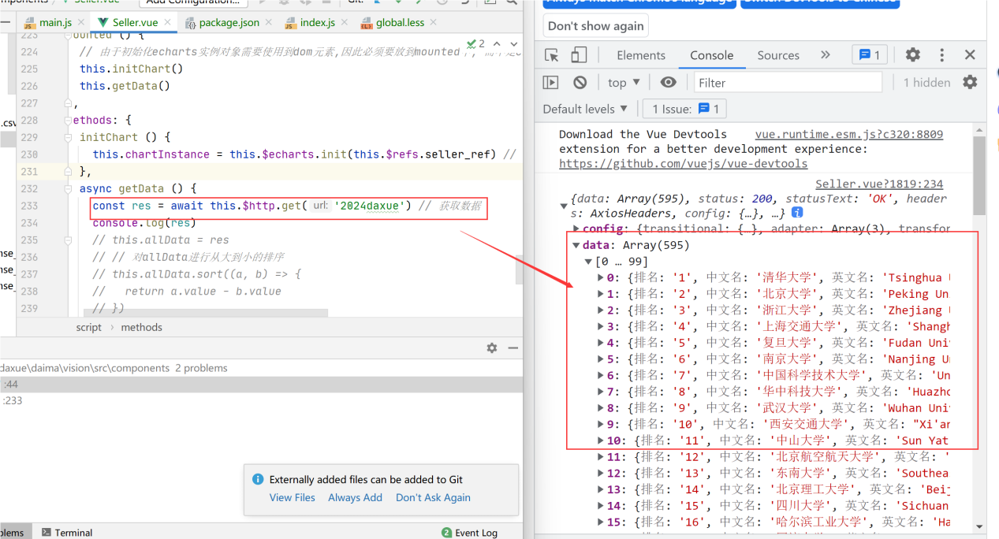 Seller.vue
Add Configuration...
Git:
main.js
Seller.vue
package.json
index.js
global.less
2
223
ounted () {
224 // 由于初始化echarts实例对象需要使用到dom元素,因此必须要放到mounted
225 this.initChart()
226 this.getData()
227 ,
228 ethods: {
229 initChart () {
230 this.chartInstance = this.$echarts.init(this.$refs.seller_ref) //
231 },
232 async getData () {
233 const res = await this.$http.get( url: '2024daxue') // 获取数据
234 console.log(res)
235 // this.allData = res
236 // // 对allData进行从大到小的排序
237 // this.allData.sort((a, b) => {
238 // return a.value - b.value
239 // })
.csv
nse_
nse_
nse_
script › methods
daxue\daima\vision\src\components 2 problems
:44
:233
Externally added files can be added to Git
View Files Always Add Don't Ask Again
blems
Terminal
2 Event Log
Always match Chrome's language
Switch DevTools to Chinese
Don't show again
Elements Console Sources » 1
top ▼ Filter 1 hidden
Default levels ▼ 1 Issue: 1
Download the Vue Devtools vue.runtime.esm.js?c320:8809
extension for a better development experience:
https://github.com/vuejs/vue-devtools
Seller.vue?1819:234
{data: Array(595), status: 200, statusText: 'OK', header
s: AxiosHeaders, config: {…}, …}
config: {transitional: {…}, adapter: Array(3), transfor
data: Array(595)
[0 … 99]
0: {排名: '1', 中文名: '清华大学', 英文名: 'Tsinghua
1: {排名: '2', 中文名: '北京大学', 英文名: 'Peking Un
2: {排名: '3', 中文名: '浙江大学', 英文名: 'Zhejiang
3: {排名: '4', 中文名: '上海交通大学', 英文名: 'Shangh
4: {排名: '5', 中文名: '复旦大学', 英文名: 'Fudan Univ
5: {排名: '6', 中文名: '南京大学', 英文名: 'Nanjing U
6: {排名: '7', 中文名: '中国科学技术大学', 英文名: 'Un
7: {排名: '8', 中文名: '华中科技大学', 英文名: 'Huazho
8: {排名: '9', 中文名: '武汉大学', 英文名: 'Wuhan Univ
9: {排名: '10', 中文名: '西安交通大学', 英文名: "Xi'an
10: {排名: '11', 中文名: '中山大学', 英文名: 'Sun Yat
11: {排名: '12', 中文名: '北京航空航天大学', 英文名: '
12: {排名: '13', 中文名: '东南大学', 英文名: 'Southea
13: {排名: '14', 中文名: '北京理工大学', 英文名: 'Beij
14: {排名: '15', 中文名: '四川大学', 英文名: 'Sichuan
15: {排名: '16', 中文名: '哈尔滨工业大学', 英文名: 'Ha